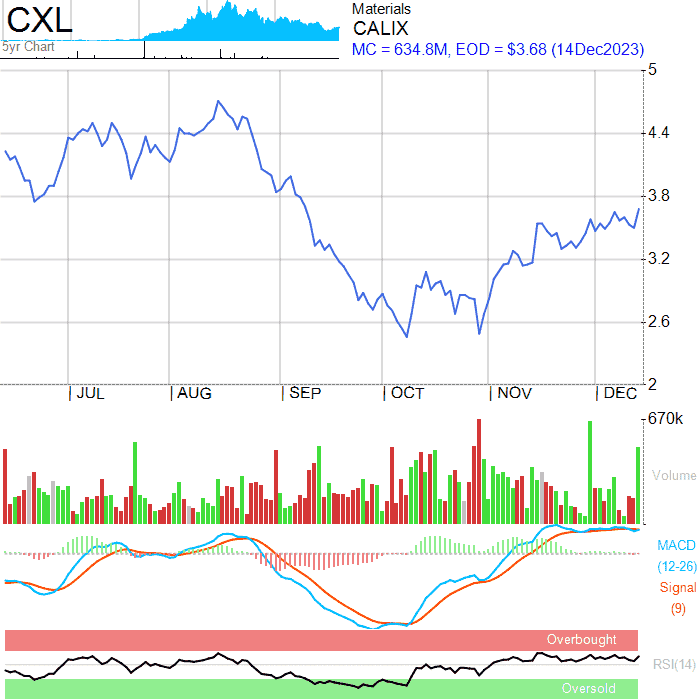 CXL
5yr Chart
Materials
CALIX
MC = 634.8M, EOD = $3.68 (14Dec2023)
5
4.4
3.8
3.2
2.6
2
JUL AUG SEP OCT NOV DEC
670k
Volume
MACD
(12-26)
Signal
(9)
Overbought
RSI(14)
Oversold